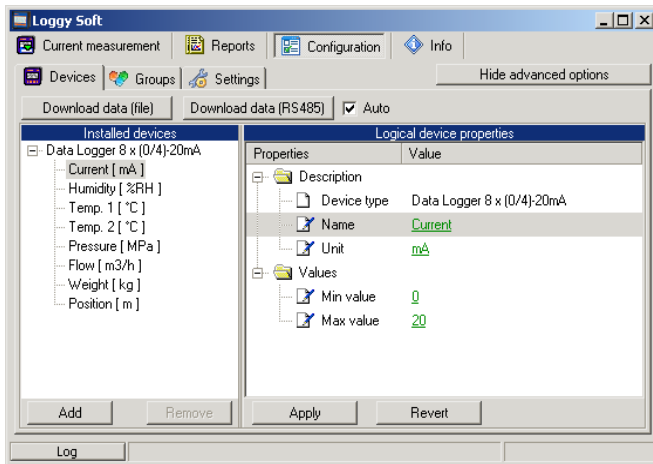 Loggy Soft
Current measurement Reports Configuration Info
Devices Groups Settings Hide advanced options
Download data (file) Download data (RS485) Auto
Installed devices Logical device properties
Data Logger 8 x (0/4)-20mA Properties Value
Current [ mA ] Description
Humidity [ %RH ] Device type Data Logger 8 x (0/4)-20mA
Temp. 1 [ °C ] Name Current
Temp. 2 [ °C ] Unit mA
Pressure [ MPa ] Values
Flow [ m3/h ] Min value 0
Weight [ kg ] Max value 20
Position [ m ]
Add Remove Apply Revert
Log